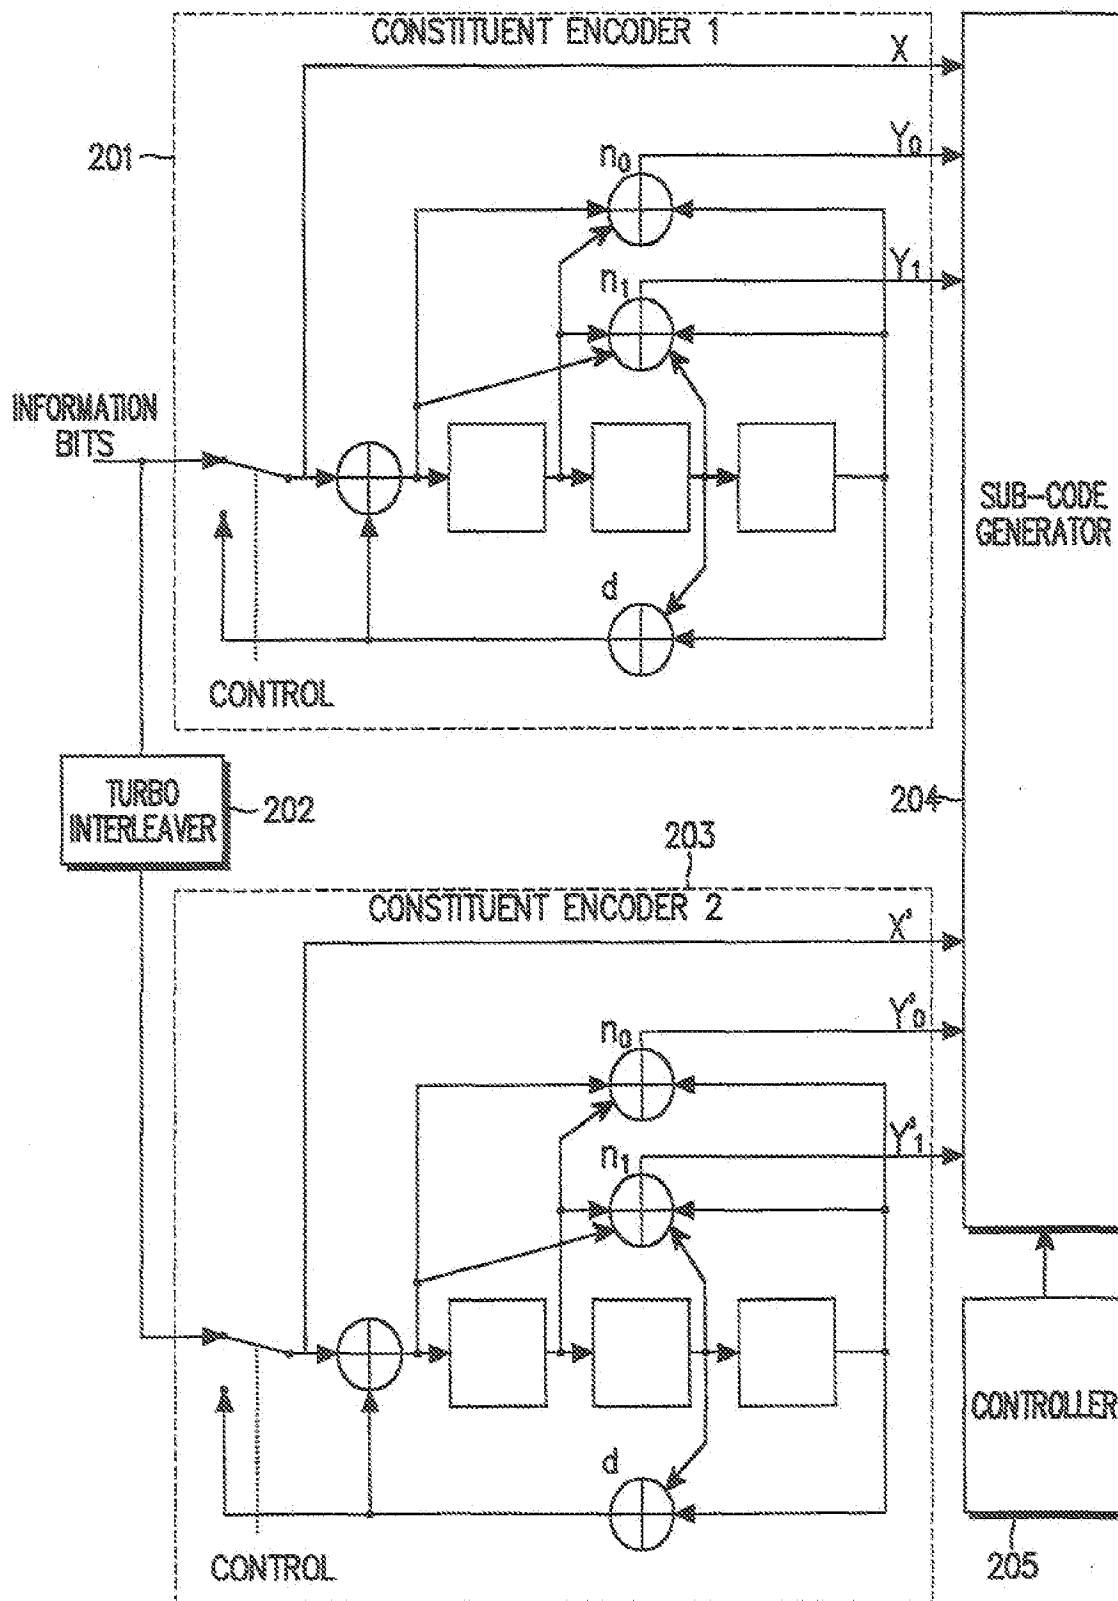 CONSTITUENT ENCODER 1
X
201
n₀
Y₀
n₁
Y₁
INFORMATION
BITS
SUB-CODE
GENERATOR
d
CONTROL
TURBO
INTERLEAVER
202
204
203
CONSTITUENT ENCODER 2
X'
n₀
Y'₀
n₁
Y'₁
CONTROLLER
d
CONTROL
205